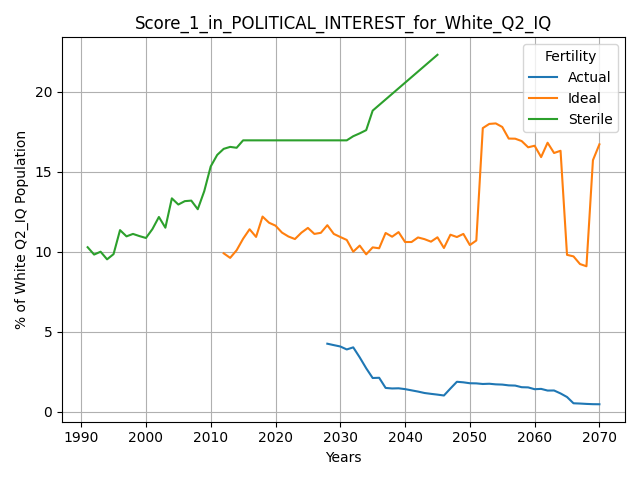 Score_1_in_POLITICAL_INTEREST_for_White_Q2_IQ
Fertility
Actual
Ideal
Sterile
% of White Q2_IQ Population
20
15
10
5
0
1990 2000 2010 2020 2030 2040 2050 2060 2070
Years